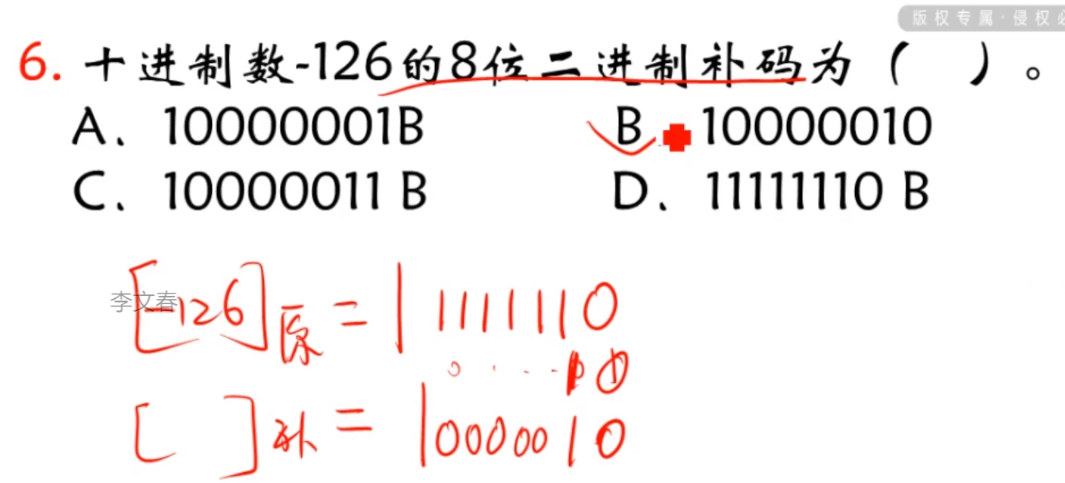 版权专属·侵权必
6. 十进制数-126的8位二进制补码为（ ）。
A. 10000001B B. 10000010
C. 10000011 B D. 11111110 B
李文春
[-126]原 = 1 1111110
[ ]补 = 10000010